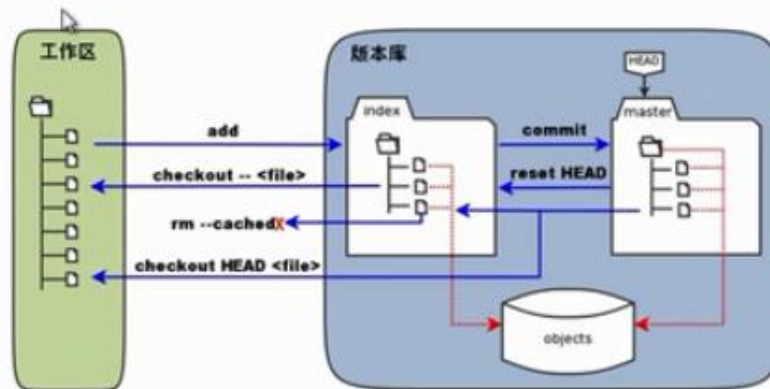 工作区
版本库
HEAD
index
master
add
commit
checkout -- <file>
reset HEAD
rm --cached
checkout HEAD <file>
objects